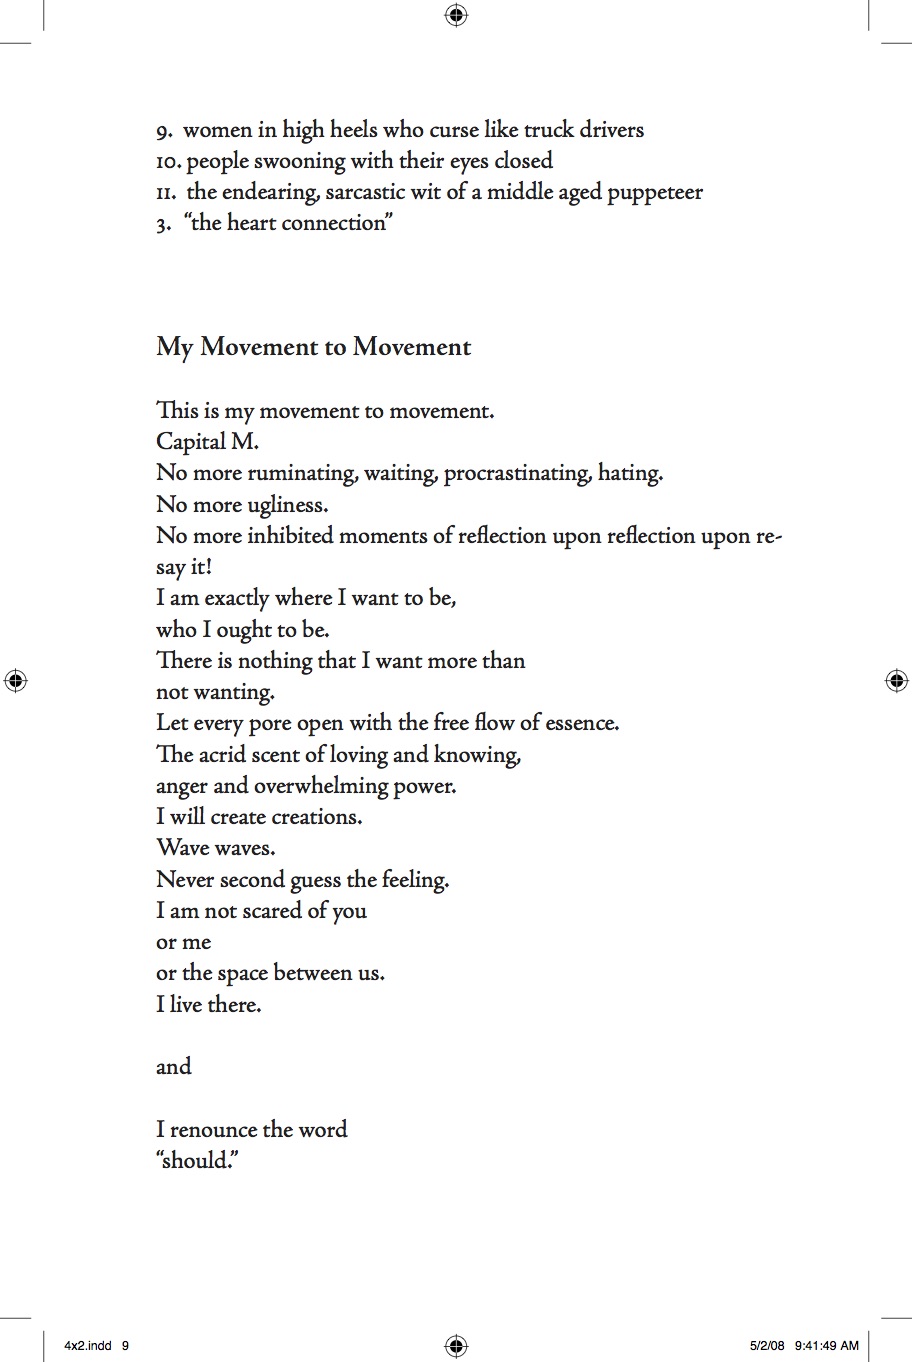 9. women in high heels who curse like truck drivers
10. people swooning with their eyes closed
11. the endearing, sarcastic wit of a middle aged puppeteer
3. “the heart connection”
My Movement to Movement
This is my movement to movement.
Capital M.
No more ruminating, waiting, procrastinating, hating.
No more ugliness.
No more inhibited moments of reflection upon reflection upon re-
say it!
I am exactly where I want to be,
who I ought to be.
There is nothing that I want more than
not wanting.
Let every pore open with the free flow of essence.
The acrid scent of loving and knowing,
anger and overwhelming power.
I will create creations.
Wave waves.
Never second guess the feeling.
I am not scared of you
or me
or the space between us.
I live there.
and
I renounce the word
“should.”
4x2.indd 9 5/2/08 9:41:49 AM